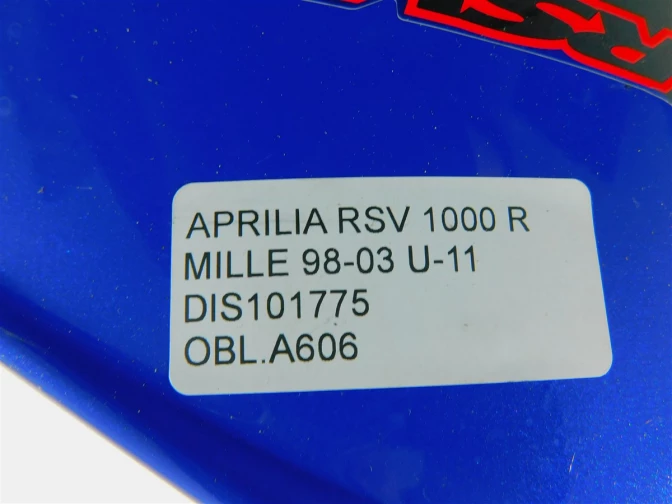 APRILIA RSV 1000 R
MILLE 98-03 U-11
DIS101775
OBL.A606